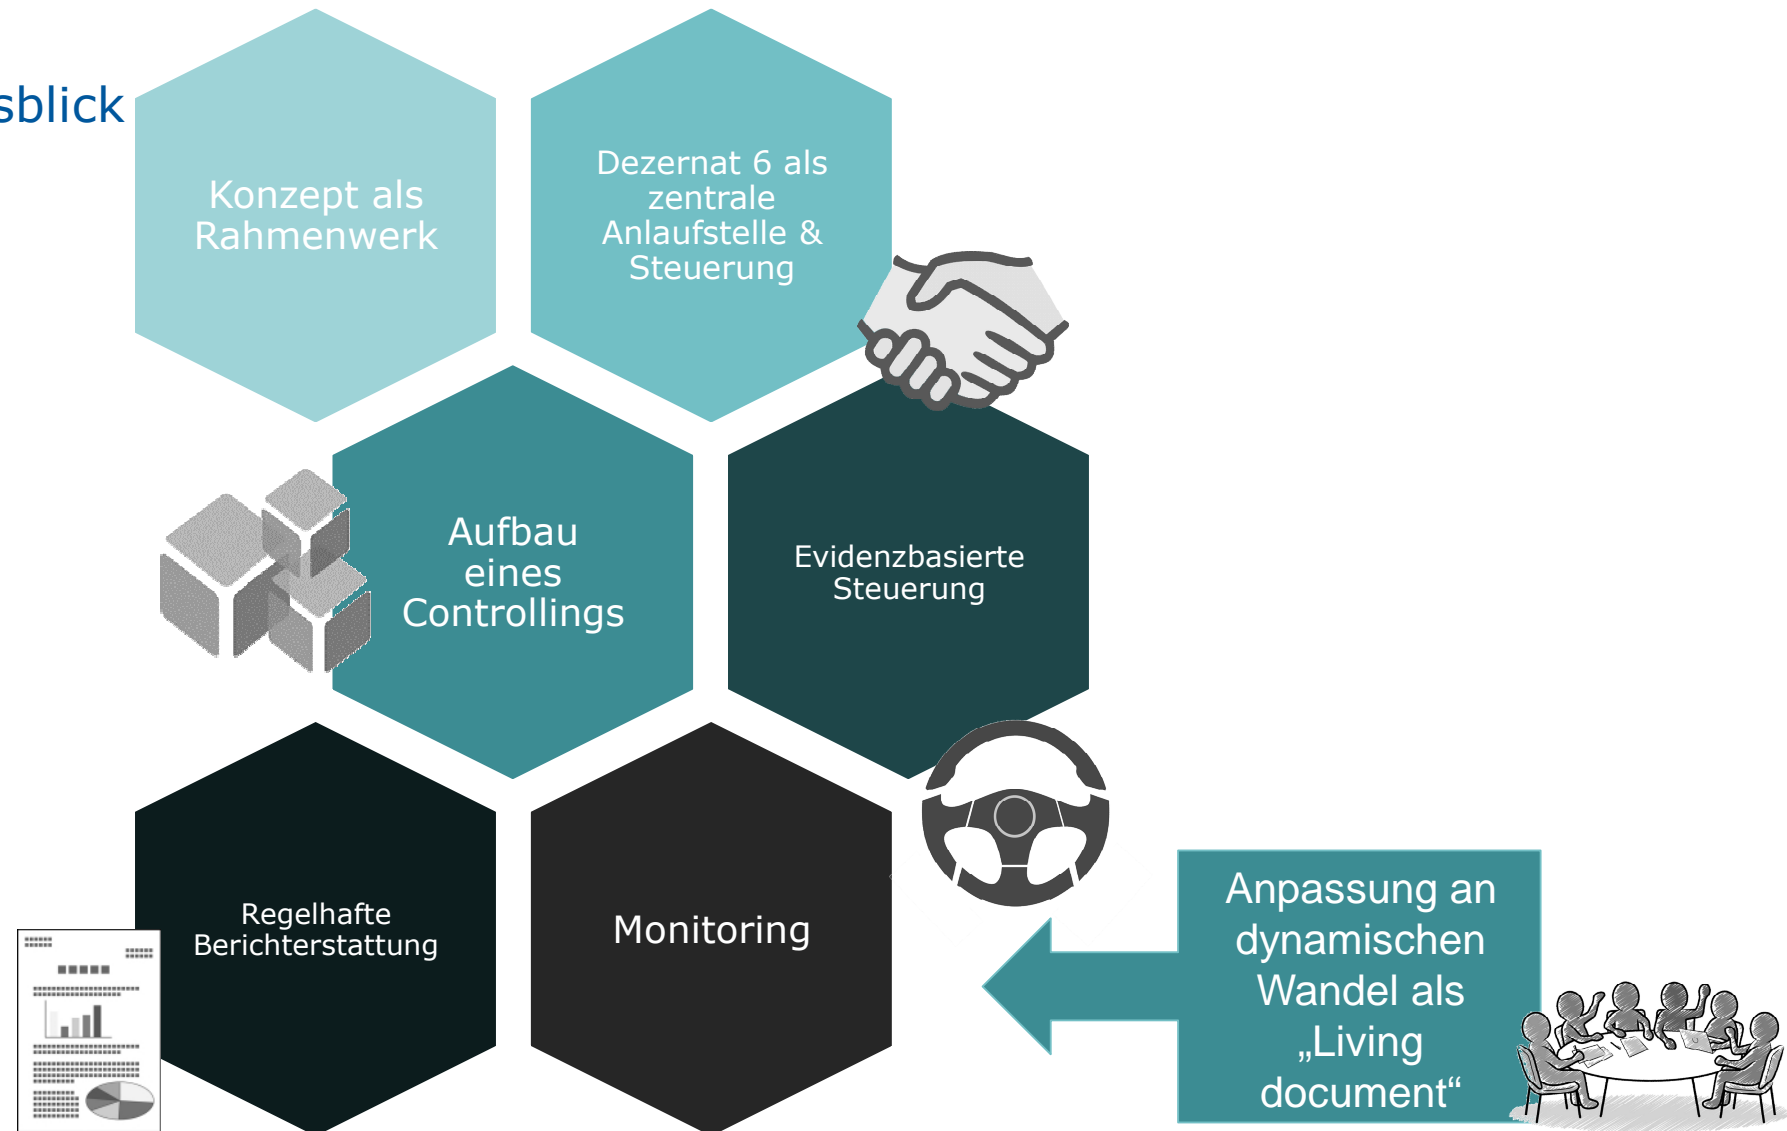 sblick
Konzept als
Rahmenwerk
Dezernat 6 als
zentrale
Anlaufstelle &
Steuerung
Aufbau
eines
Controllings
Evidenzbasierte
Steuerung
Regelhafte
Berichterstattung
Monitoring
Anpassung an
dynamischen
Wandel als
„Living
document“